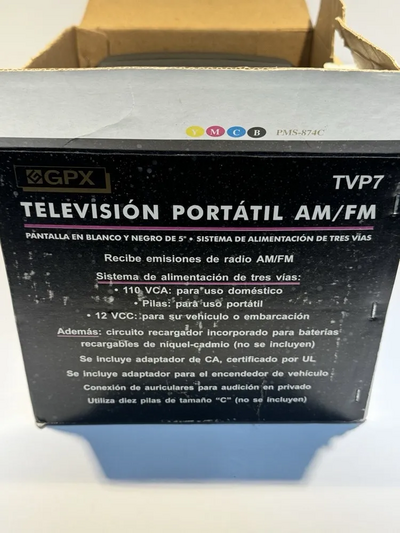 Y M C B PMS-874C
GPX TVP7
TELEVISIÓN PORTÁTIL AM/FM
PANTALLA EN BLANCO Y NEGRO DE 5" • SISTEMA DE ALIMENTACIÓN DE TRES VÍAS
Recibe emisiones de radio AM/FM
Sistema de alimentación de tres vías:
• 110 VCA: para uso doméstico
• Pilas: para uso portátil
• 12 VCC: para su vehículo o embarcación
Además: circuito recargador incorporado para baterías
recargables de níquel-cadmio (no se incluyen)
Se incluye adaptador de CA, certificado por UL
Se incluye adaptador para el encendedor de vehículo
Conexión de auriculares para audición en privado
Utiliza diez pilas de tamaño "C" (no se incluyen)